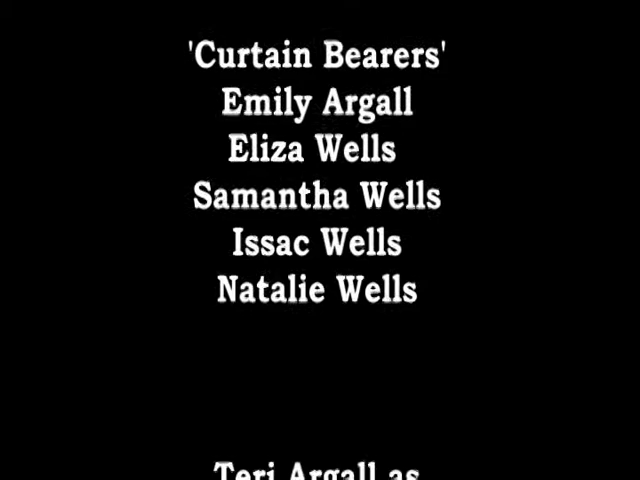 'Curtain Bearers'
Emily Argall
Eliza Wells
Samantha Wells
Issac Wells
Natalie Wells
Teri Argall as